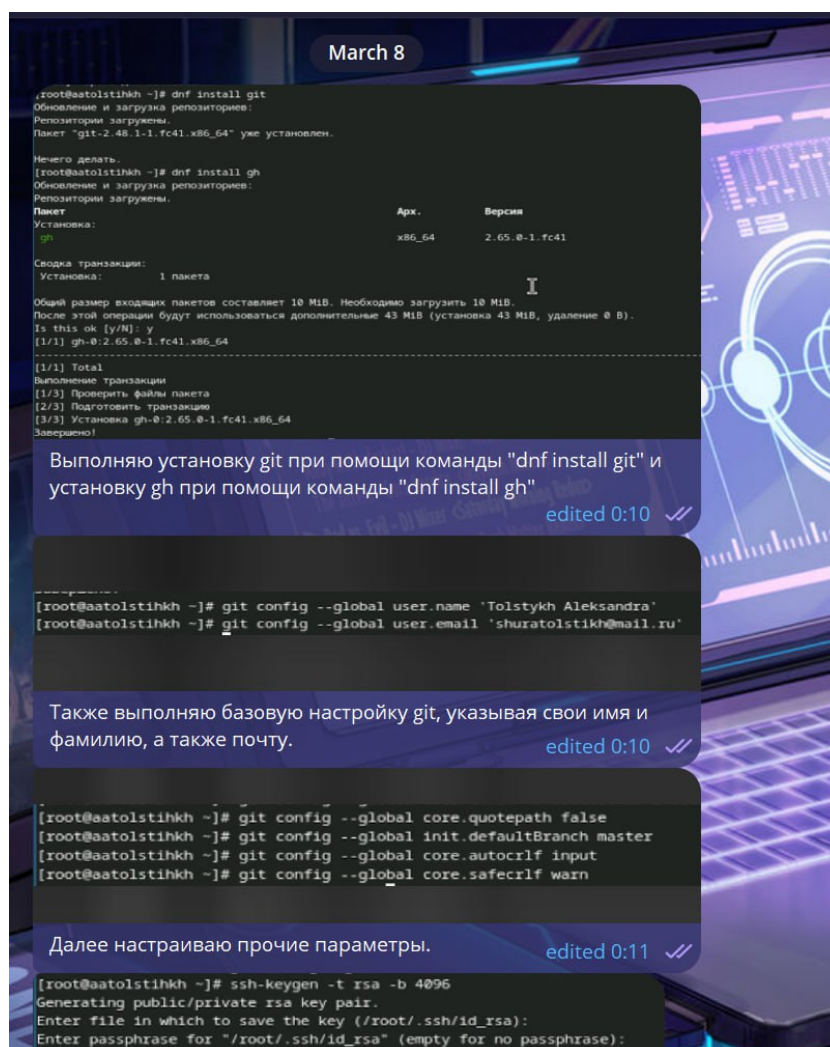 March 8
[root@aatolstihkh ~]# dnf install git
Обновление и загрузка репозиториев:
Репозитории загружены.
Пакет "git-2.48.1-1.fc41.x86_64" уже установлен.
Нечего делать.
[root@aatolstihkh ~]# dnf install gh
Обновление и загрузка репозиториев:
Репозитории загружены.
Пакет Арх. Версия
Установка:
gh x86_64 2.65.0-1.fc41
Сводка транзакции:
Установка: 1 пакета
Общий размер входящих пакетов составляет 10 MiB. Необходимо загрузить 10 MiB.
После этой операции будут использоваться дополнительные 43 MiB (установка 43 MiB, удаление 0 B).
Is this ok [y/N]: y
[1/1] gh-0:2.65.0-1.fc41.x86_64
[1/1] Total
Выполнение транзакции
[1/3] Проверить файлы пакета
[2/3] Подготовить транзакцию
[3/3] Установка gh-0:2.65.0-1.fc41.x86_64
Завершено!
Выполняю установку git при помощи команды "dnf install git" и
установку gh при помощи команды "dnf install gh"
edited 0:10
[root@aatolstihkh ~]# git config --global user.name 'Tolstykh Aleksandra'
[root@aatolstihkh ~]# git config --global user.email 'shuratolstikh@mail.ru'
Также выполняю базовую настройку git, указывая свои имя и
фамилию, а также почту.
edited 0:10
[root@aatolstihkh ~]# git config --global core.quotepath false
[root@aatolstihkh ~]# git config --global init.defaultBranch master
[root@aatolstihkh ~]# git config --global core.autocrlf input
[root@aatolstihkh ~]# git config --global core.safecrlf warn
Далее настраиваю прочие параметры.
edited 0:11
[root@aatolstihkh ~]# ssh-keygen -t rsa -b 4096
Generating public/private rsa key pair.
Enter file in which to save the key (/root/.ssh/id_rsa):
Enter passphrase for "/root/.ssh/id_rsa" (empty for no passphrase):